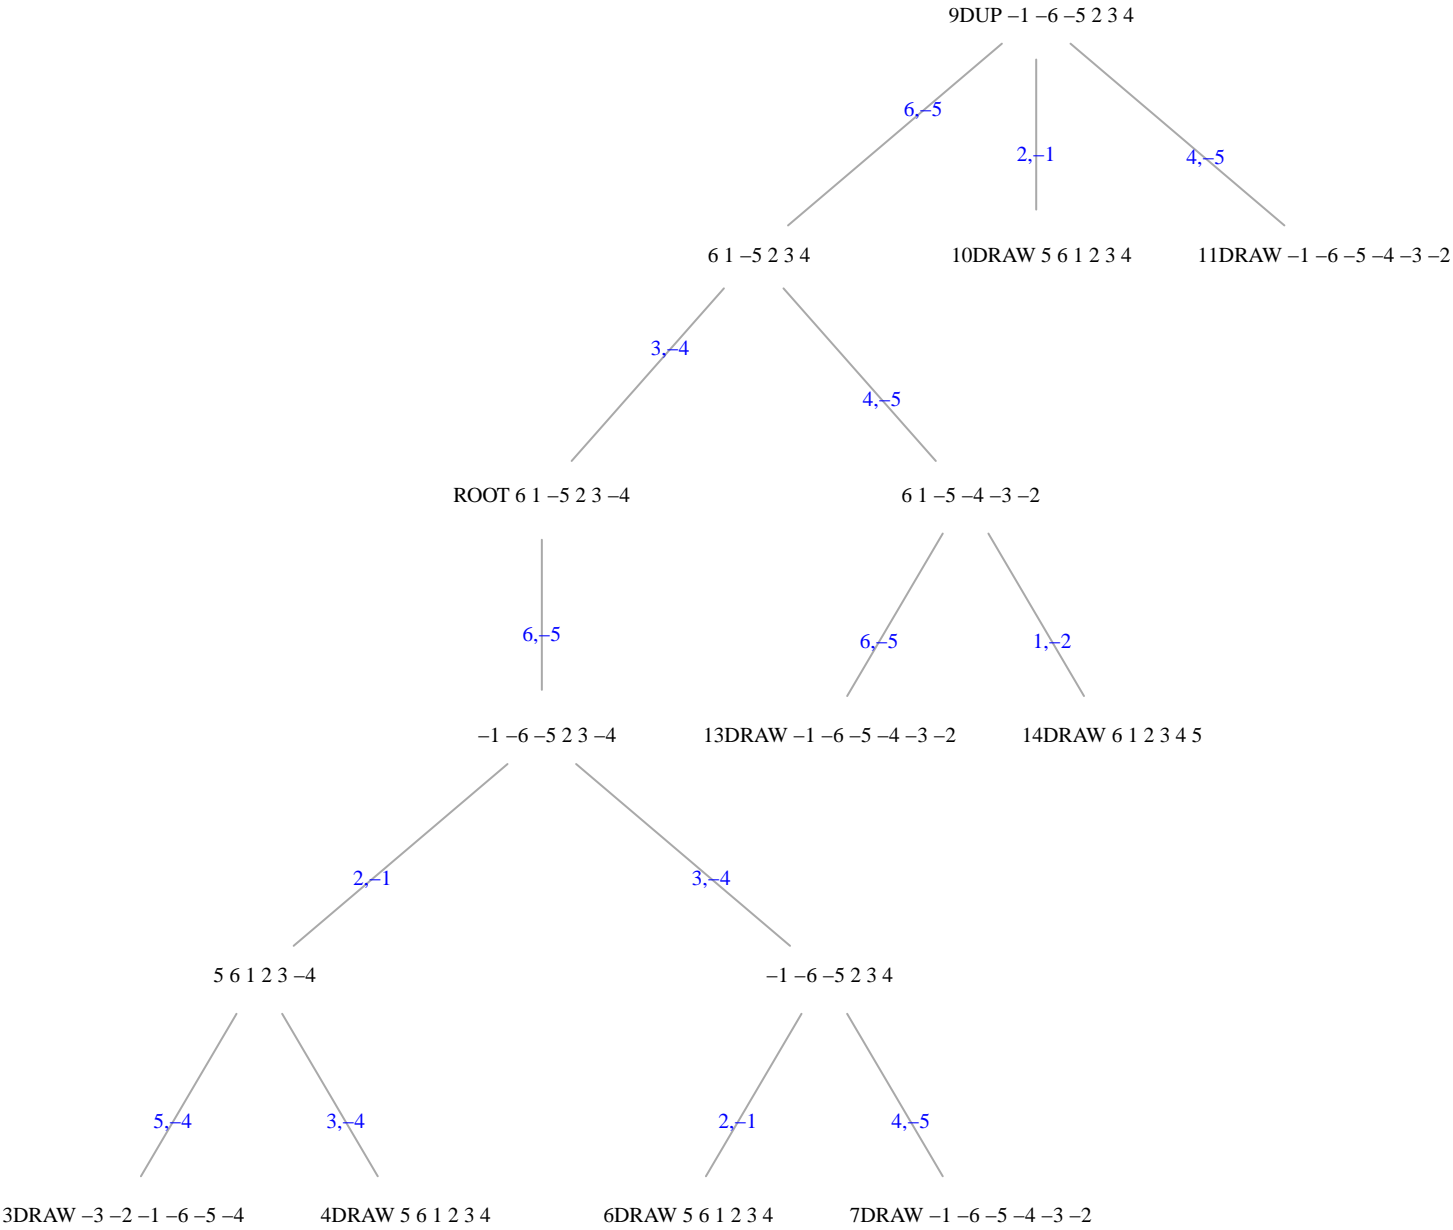 9DUP –1 –6 –5 2 3 4
6,–5
2,–1
4,–5
6 1 –5 2 3 4
10DRAW 5 6 1 2 3 4
11DRAW –1 –6 –5 –4 –3 –2
3,–4
4,–5
ROOT 6 1 –5 2 3 –4
6 1 –5 –4 –3 –2
6,–5
6,–5
1,–2
–1 –6 –5 2 3 –4
13DRAW –1 –6 –5 –4 –3 –2
14DRAW 6 1 2 3 4 5
2,–1
3,–4
5 6 1 2 3 –4
–1 –6 –5 2 3 4
5,–4
3,–4
2,–1
4,–5
3DRAW –3 –2 –1 –6 –5 –4
4DRAW 5 6 1 2 3 4
6DRAW 5 6 1 2 3 4
7DRAW –1 –6 –5 –4 –3 –2